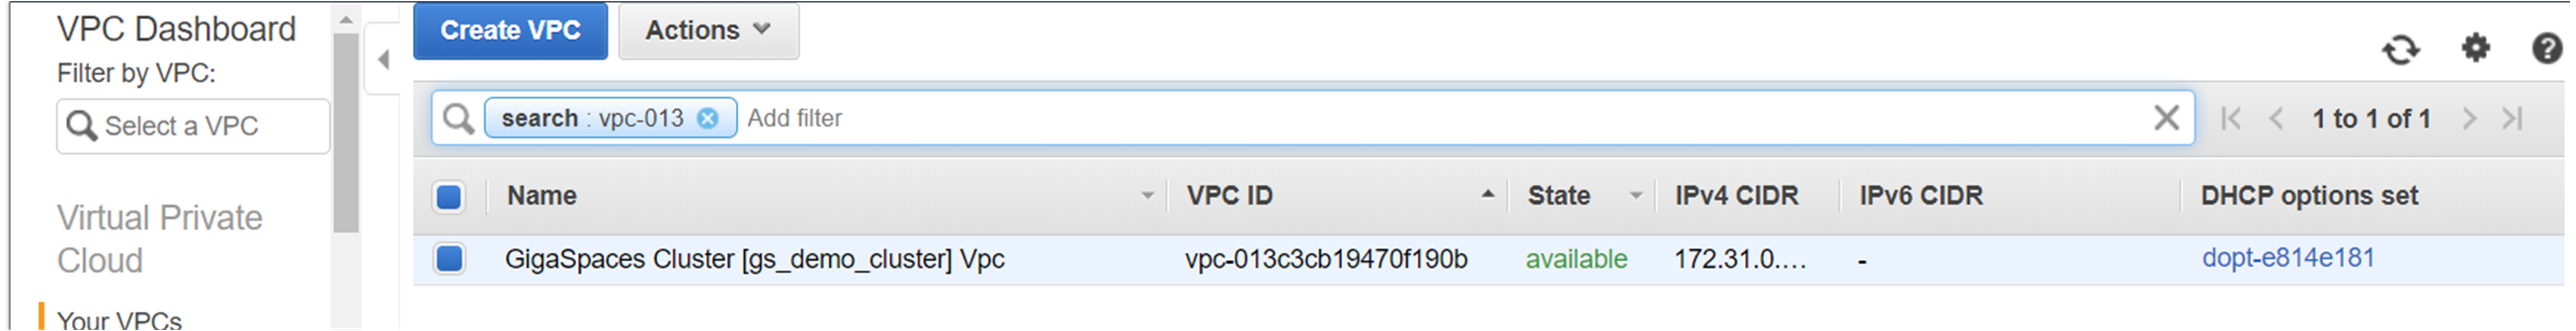 VPC Dashboard
Filter by VPC:
Select a VPC
Virtual Private
Cloud
Your VPCs
Create VPC Actions
search : vpc-013 Add filter 1 to 1 of 1
Name VPC ID State IPv4 CIDR IPv6 CIDR DHCP options set
GigaSpaces Cluster [gs_demo_cluster] Vpc vpc-013c3cb19470f190b available 172.31.0.... - dopt-e814e181